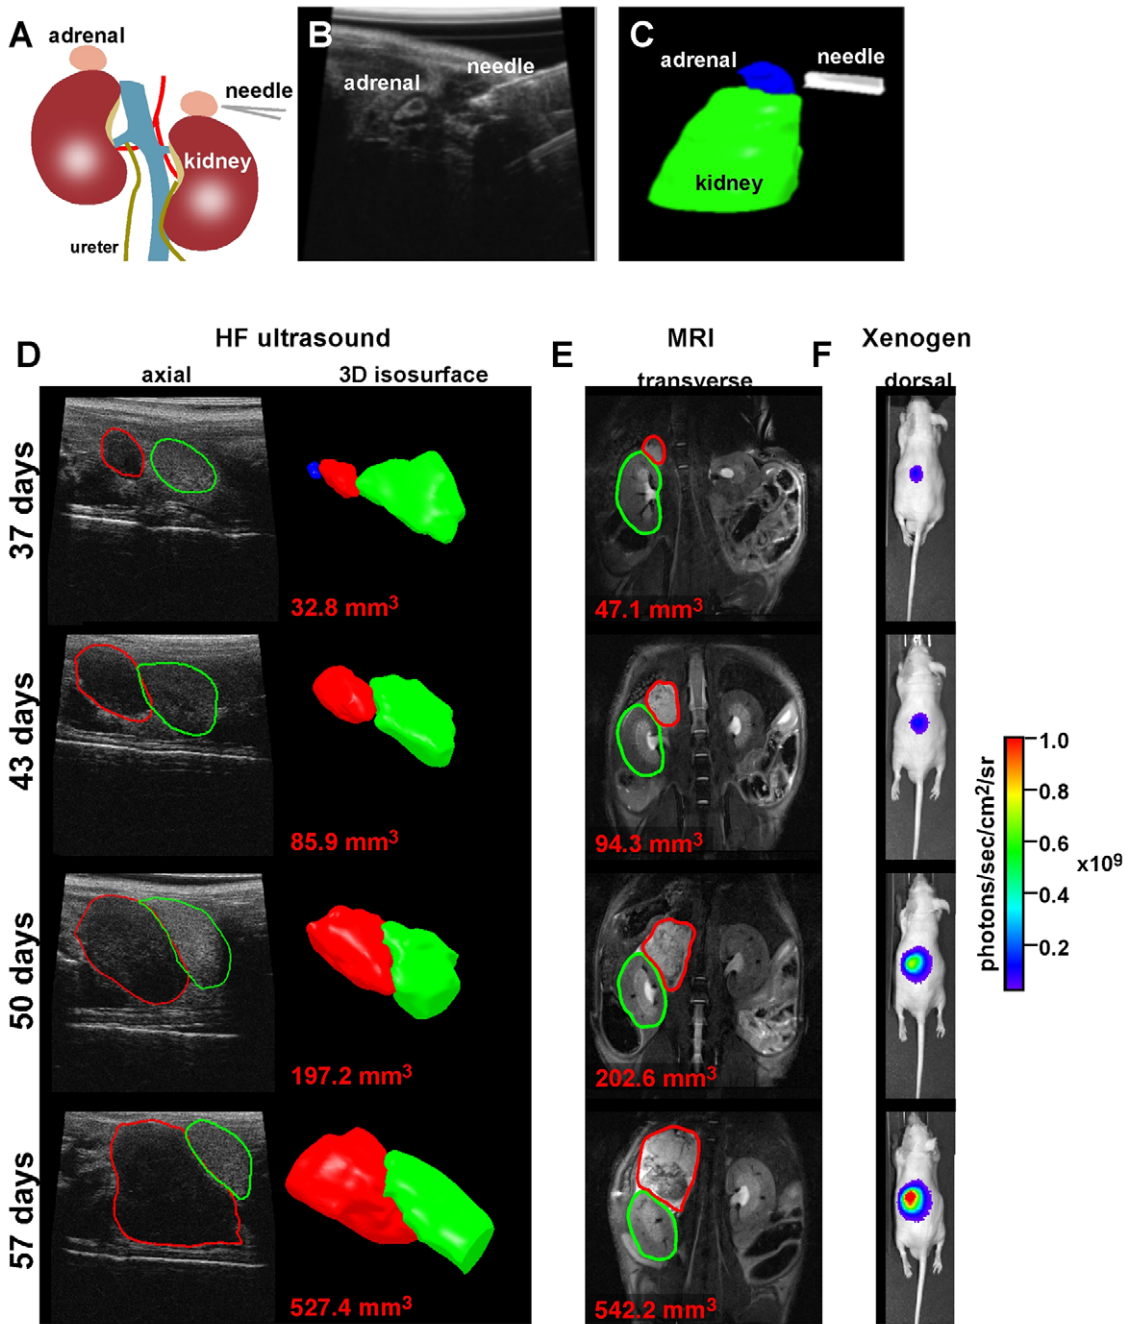 A
adrenal
needle
kidney
ureter
B
adrenal
needle
C
adrenal
needle
kidney
D
HF ultrasound
axial
3D isosurface
E
MRI
transverse
F
Xenogen
dorsal
37 days
32.8 mm³
47.1 mm³
43 days
85.9 mm³
94.3 mm³
50 days
197.2 mm³
202.6 mm³
57 days
527.4 mm³
542.2 mm³
photons/sec/cm²/sr
1.0
0.8
0.6
0.4
0.2
x10⁹